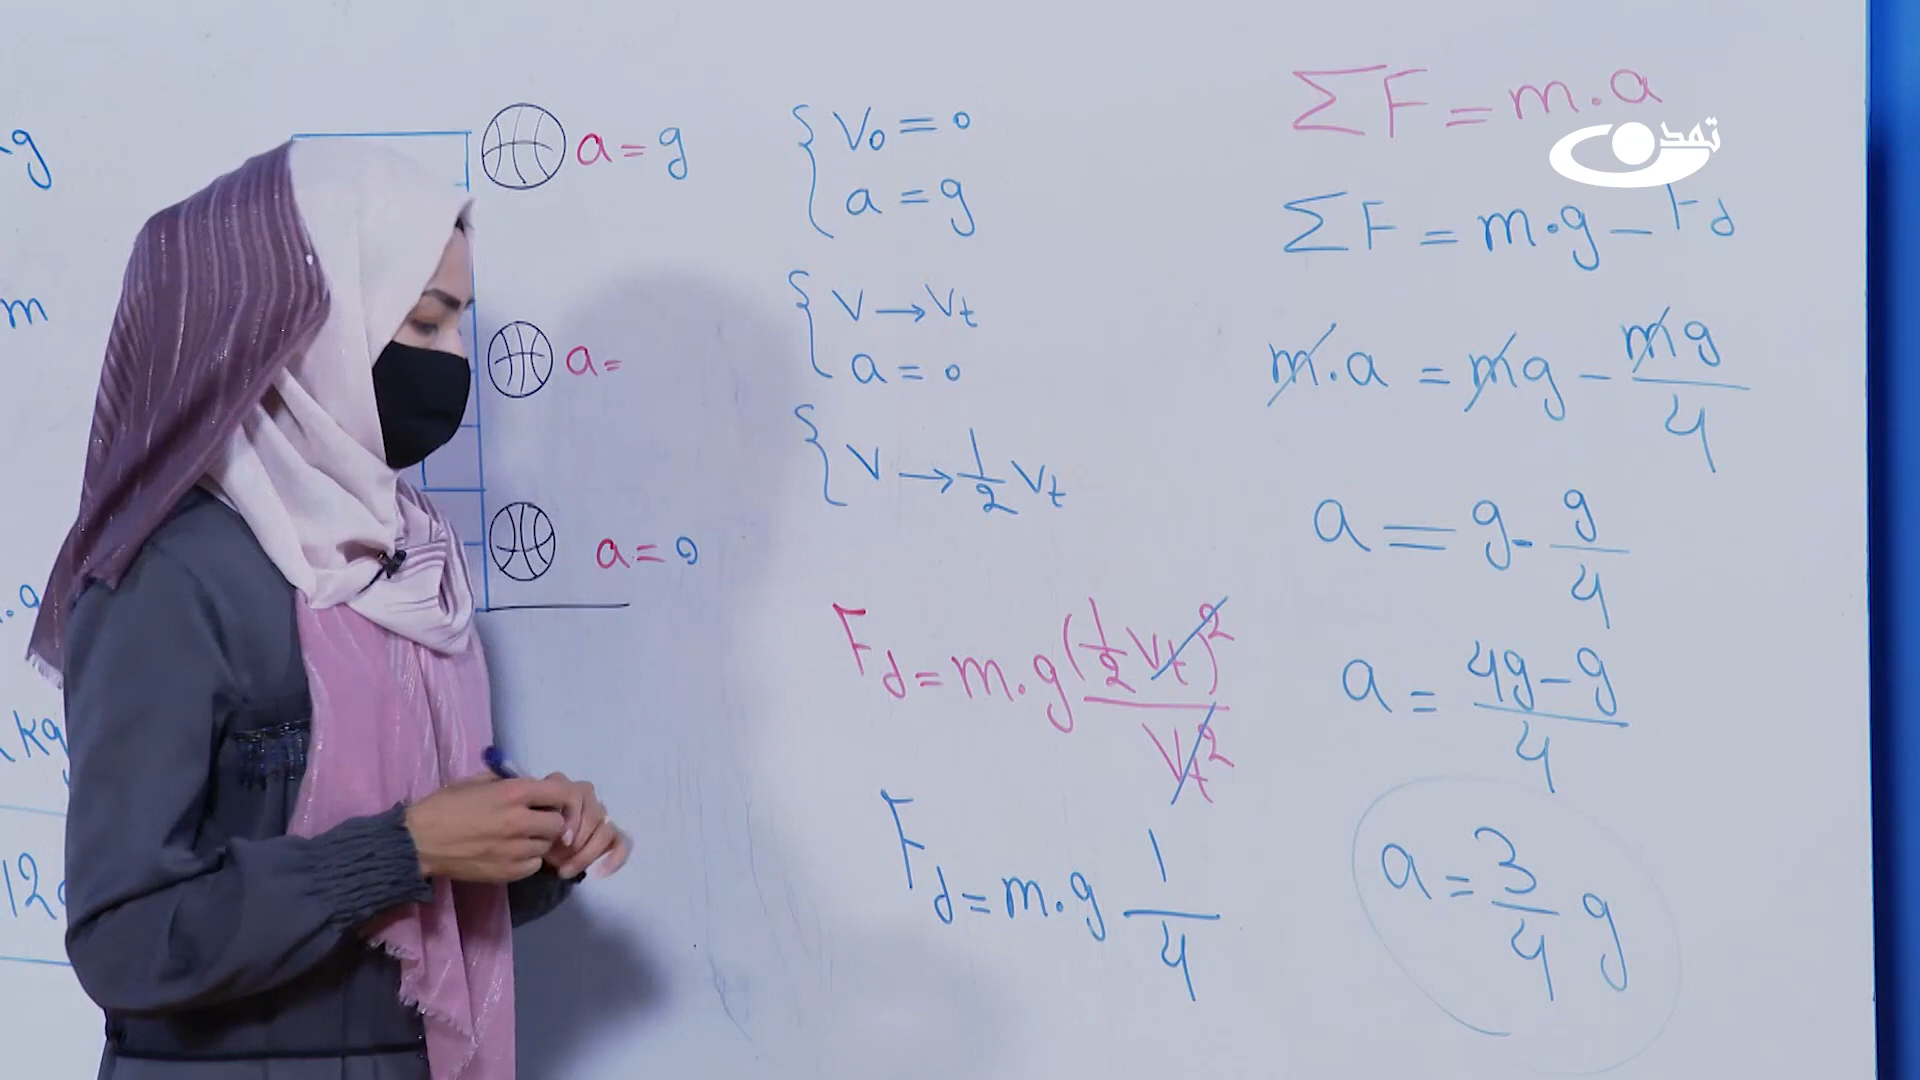 g
m
kg
12
a = g
a =
a = 0
V₀ = 0
a = g
V → Vt
a = 0
V → 1/2 Vt
Fd = m.g (1/2 Vt)² / Vt²
Fd = m.g 1/4
ΣF = m.a
تمدن
ΣF = m.g - Fd
m.a = mg - mg/4
a = g - g/4
a = 4g-g/4
a = 3/4 g